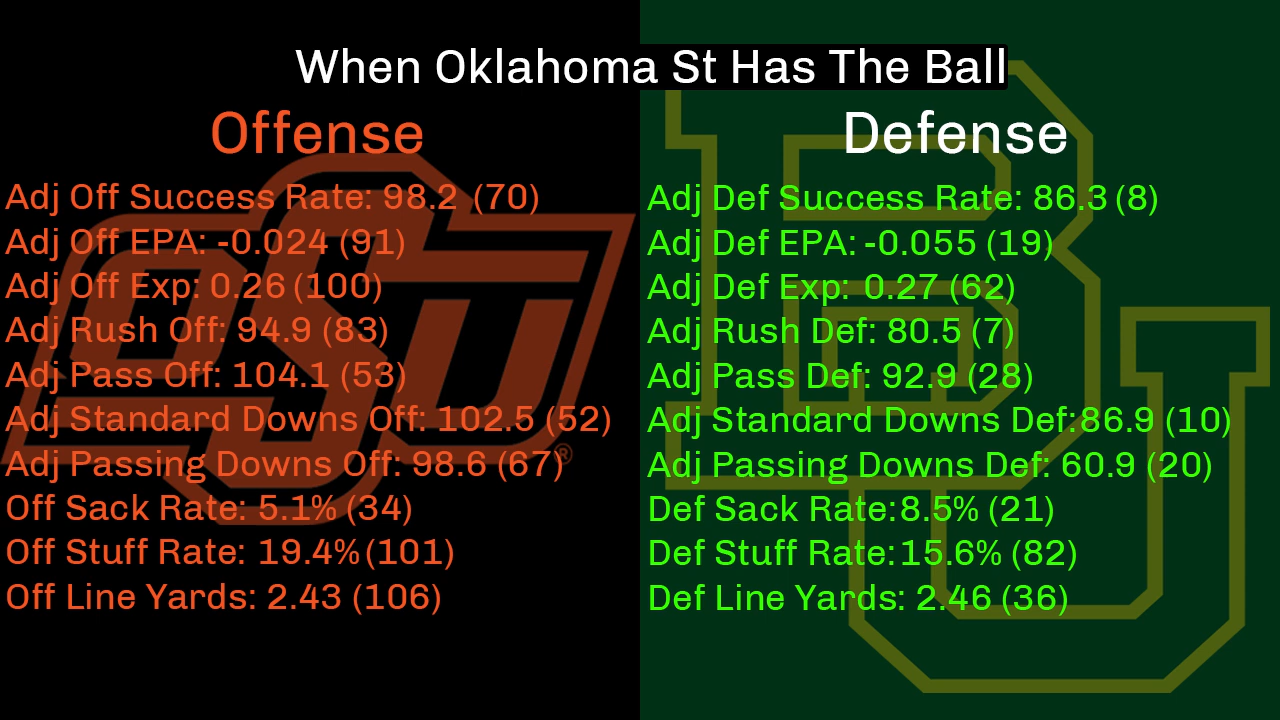 When Oklahoma St Has The Ball
Offense
Adj Off Success Rate: 98.2 (70)
Adj Off EPA: -0.024 (91)
Adj Off Exp: 0.26 (100)
Adj Rush Off: 94.9 (83)
Adj Pass Off: 104.1 (53)
Adj Standard Downs Off: 102.5 (52)
Adj Passing Downs Off: 98.6 (67)
Off Sack Rate: 5.1% (34)
Off Stuff Rate: 19.4% (101)
Off Line Yards: 2.43 (106)
OSU
®
Defense
Adj Def Success Rate: 86.3 (8)
Adj Def EPA: -0.055 (19)
Adj Def Exp: 0.27 (62)
Adj Rush Def: 80.5 (7)
Adj Pass Def: 92.9 (28)
Adj Standard Downs Def:86.9 (10)
Adj Passing Downs Def: 60.9 (20)
Def Sack Rate:8.5% (21)
Def Stuff Rate:15.6% (82)
Def Line Yards: 2.46 (36)
BU